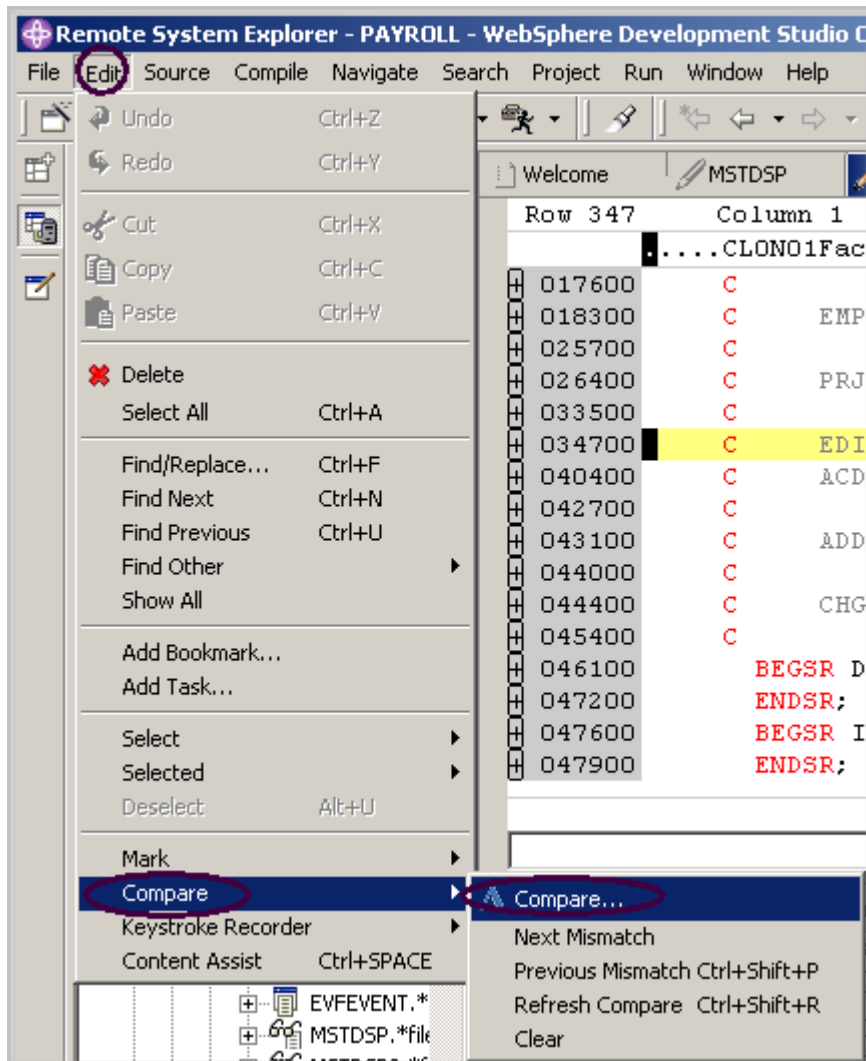 Remote System Explorer - PAYROLL - WebSphere Development Studio C
File Edit Source Compile Navigate Search Project Run Window Help
Undo Ctrl+Z
Redo Ctrl+Y
Cut Ctrl+X
Copy Ctrl+C
Paste Ctrl+V
Delete
Select All Ctrl+A
Find/Replace... Ctrl+F
Find Next Ctrl+N
Find Previous Ctrl+U
Find Other
Show All
Add Bookmark...
Add Task...
Select
Selected
Deselect Alt+U
Mark
Compare
Keystroke Recorder
Content Assist Ctrl+SPACE
Compare...
Next Mismatch
Previous Mismatch Ctrl+Shift+P
Refresh Compare Ctrl+Shift+R
Clear
Welcome MSTDSP
Row 347 Column 1
.....CL0N01Fac
017600 C
018300 C EMP
025700 C
026400 C PRJ
033500 C
034700 C EDI
040400 C ACD
042700 C
043100 C ADD
044000 C
044400 C CHG
045400 C
046100 BEGSR D
047200 ENDSR;
047600 BEGSR I
047900 ENDSR;
EVFEVENT.*
MSTDSP.*file